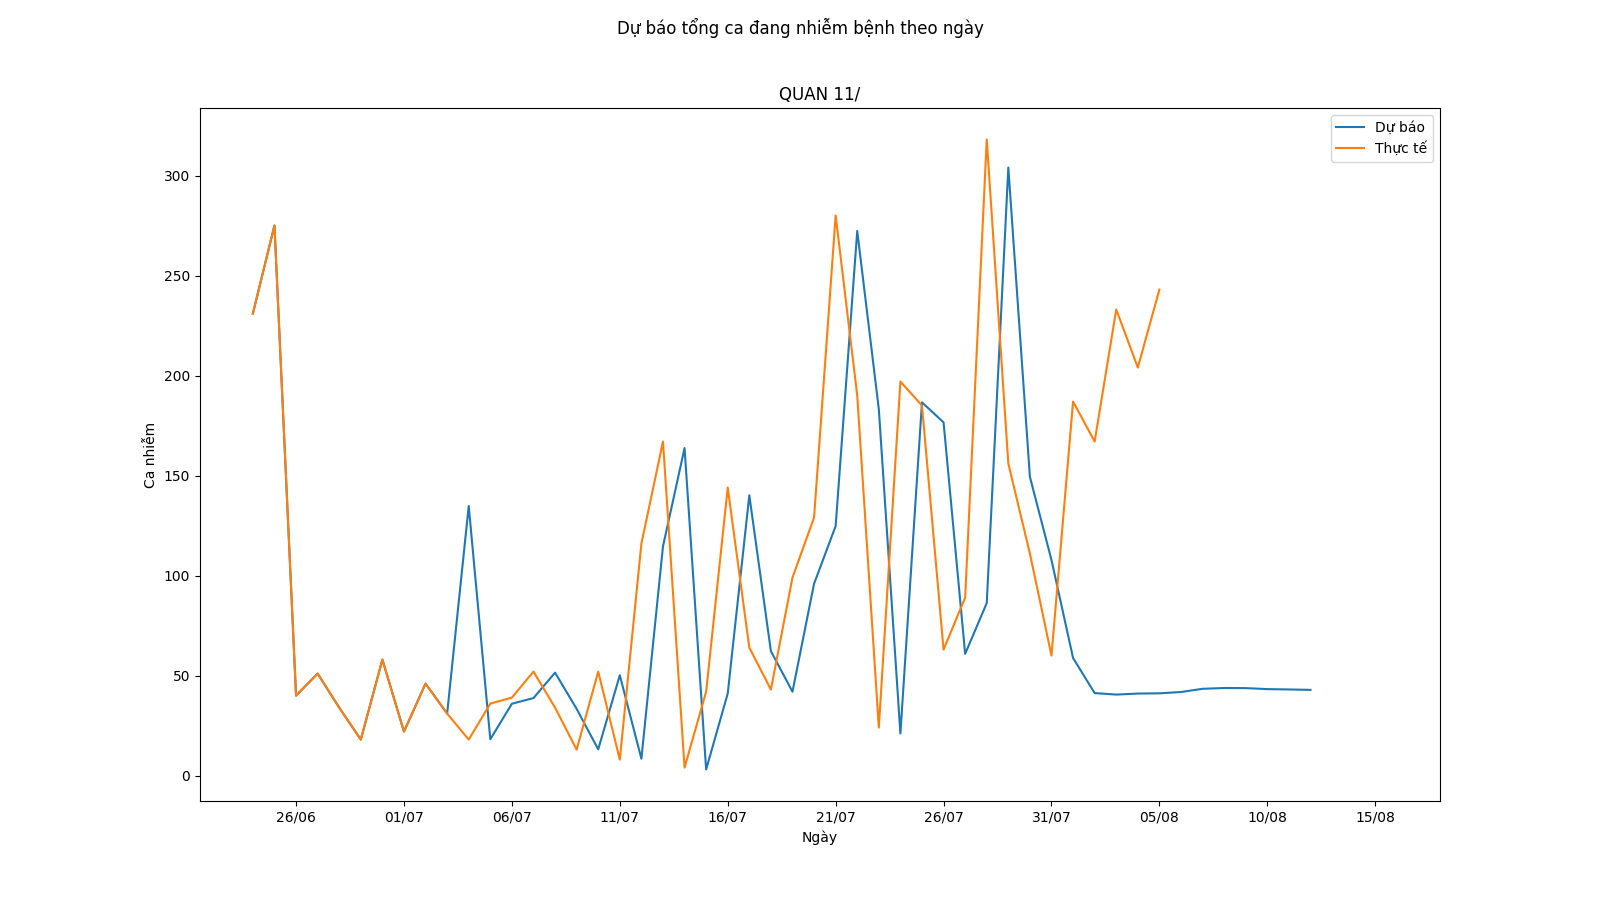 Dự báo tổng ca đang nhiễm bệnh theo ngày
QUAN 11/
Dự báo
Thực tế
300
250
200
150
100
50
0
Ca nhiễm
26/06 01/07 06/07 11/07 16/07 21/07 26/07 31/07 05/08 10/08 15/08
Ngày